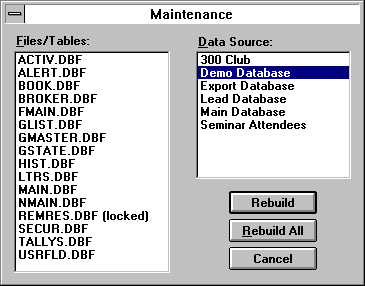 Maintenance
Files/Tables:
ACTIV.DBF
ALERT.DBF
BOOK.DBF
BROKER.DBF
FMAIN.DBF
GLIST.DBF
GMASTER.DBF
GSTATE.DBF
HIST.DBF
LTRS.DBF
MAIN.DBF
NMAIN.DBF
REMRES.DBF (locked)
SECUR.DBF
TALLYS.DBF
USRFLD.DBF
Data Source:
300 Club
Demo Database
Export Database
Lead Database
Main Database
Seminar Attendees
Rebuild
Rebuild All
Cancel